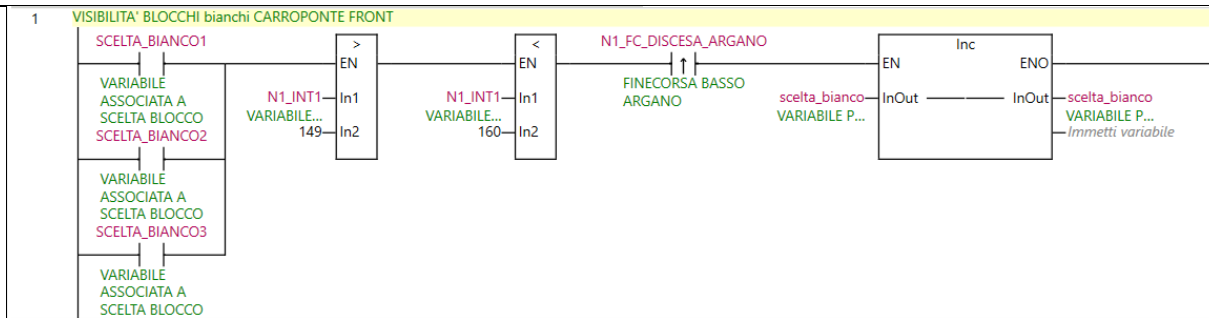 1 VISIBILITA' BLOCCHI bianchi CARROPONTE FRONT
SCELTA_BIANCO1
VARIABILE
ASSOCIATA A
SCELTA BLOCCO
SCELTA_BIANCO2
VARIABILE
ASSOCIATA A
SCELTA BLOCCO
SCELTA_BIANCO3
VARIABILE
ASSOCIATA A
SCELTA BLOCCO
>
EN
N1_INT1 In1
VARIABILE...
149 In2
<
EN
N1_INT1 In1
VARIABILE...
160 In2
N1_FC_DISCESA_ARGANO
↑
FINECORSA BASSO
ARGANO
Inc
EN ENO
scelta_bianco InOut InOut scelta_bianco
VARIABILE P... VARIABILE P...
Immetti variabile